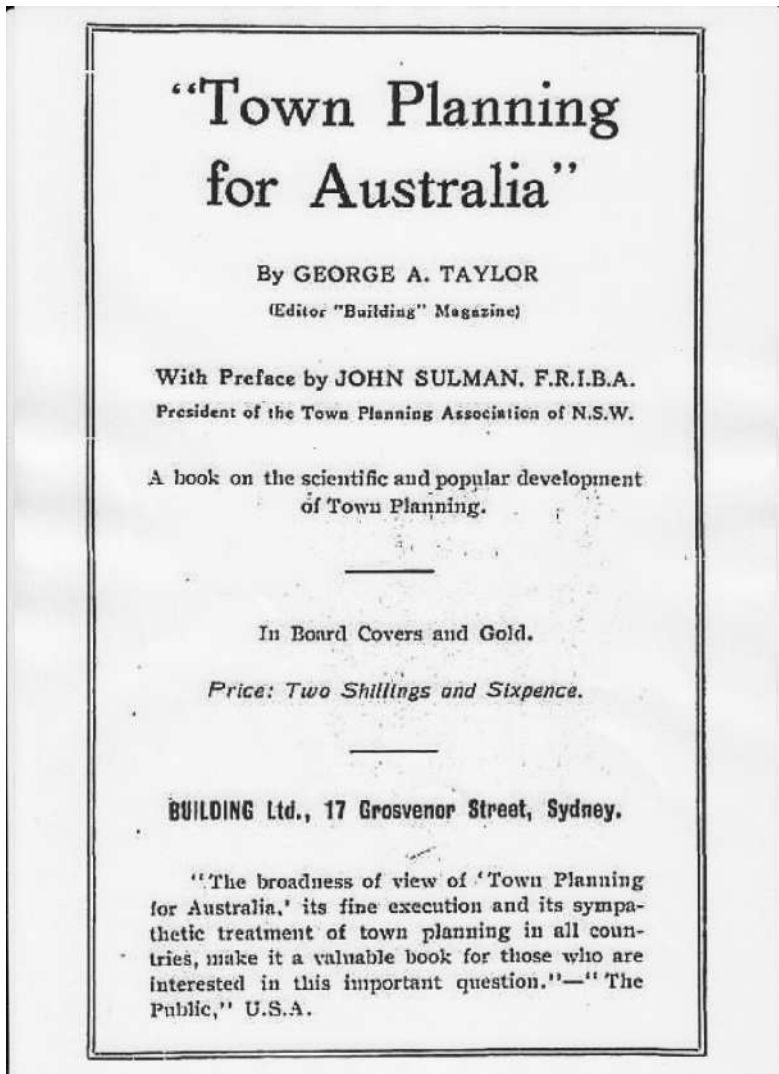 “Town Planning
for Australia”
By GEORGE A. TAYLOR
(Editor "Building" Magazine)
With Preface by JOHN SULMAN. F.R.I.B.A.
President of the Town Planning Association of N.S.W.
A book on the scientific and popular development
of Town Planning.
In Board Covers and Gold.
Price: Two Shillings and Sixpence.
BUILDING Ltd., 17 Grosvenor Street, Sydney.
“The broadness of view of ‘Town Planning
for Australia,’ its fine execution and its sympa-
thetic treatment of town planning in all coun-
tries, make it a valuable book for those who are
interested in this important question.”—“The
Public,” U.S.A.